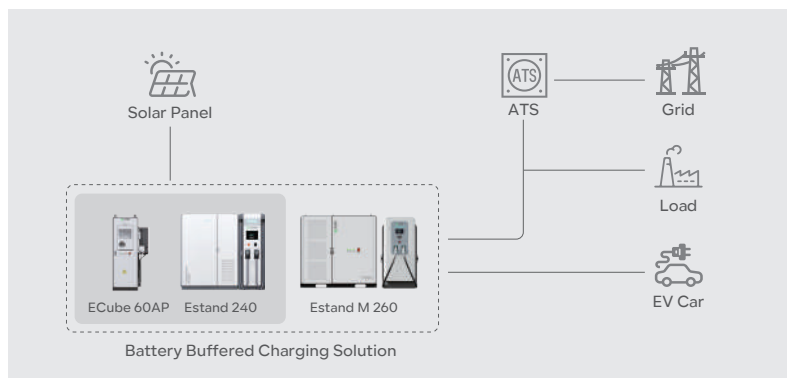 ATS
Solar Panel
ATS
Grid
Load
ECube 60AP
Estand 240
Estand M 260
EV Car
Battery Buffered Charging Solution